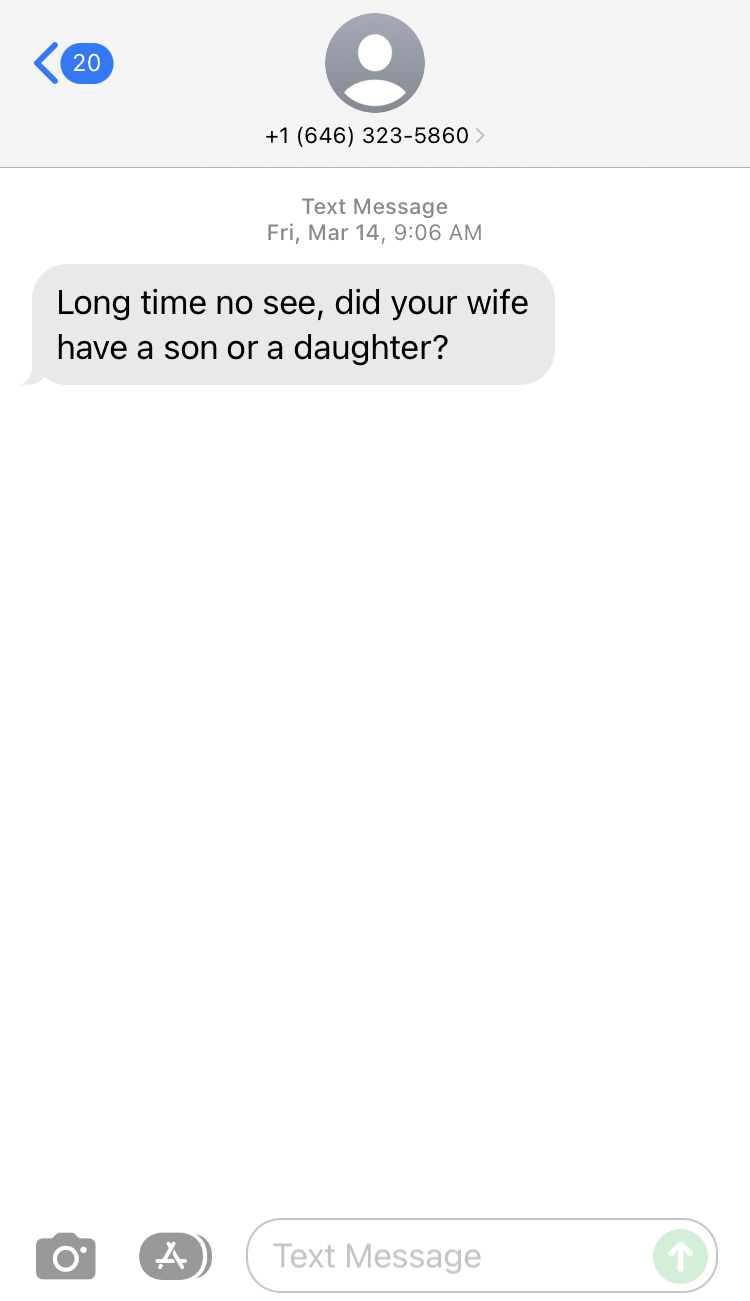 20
+1 (646) 323-5860
Text Message
Fri, Mar 14, 9:06 AM
Long time no see, did your wife
have a son or a daughter?
Text Message